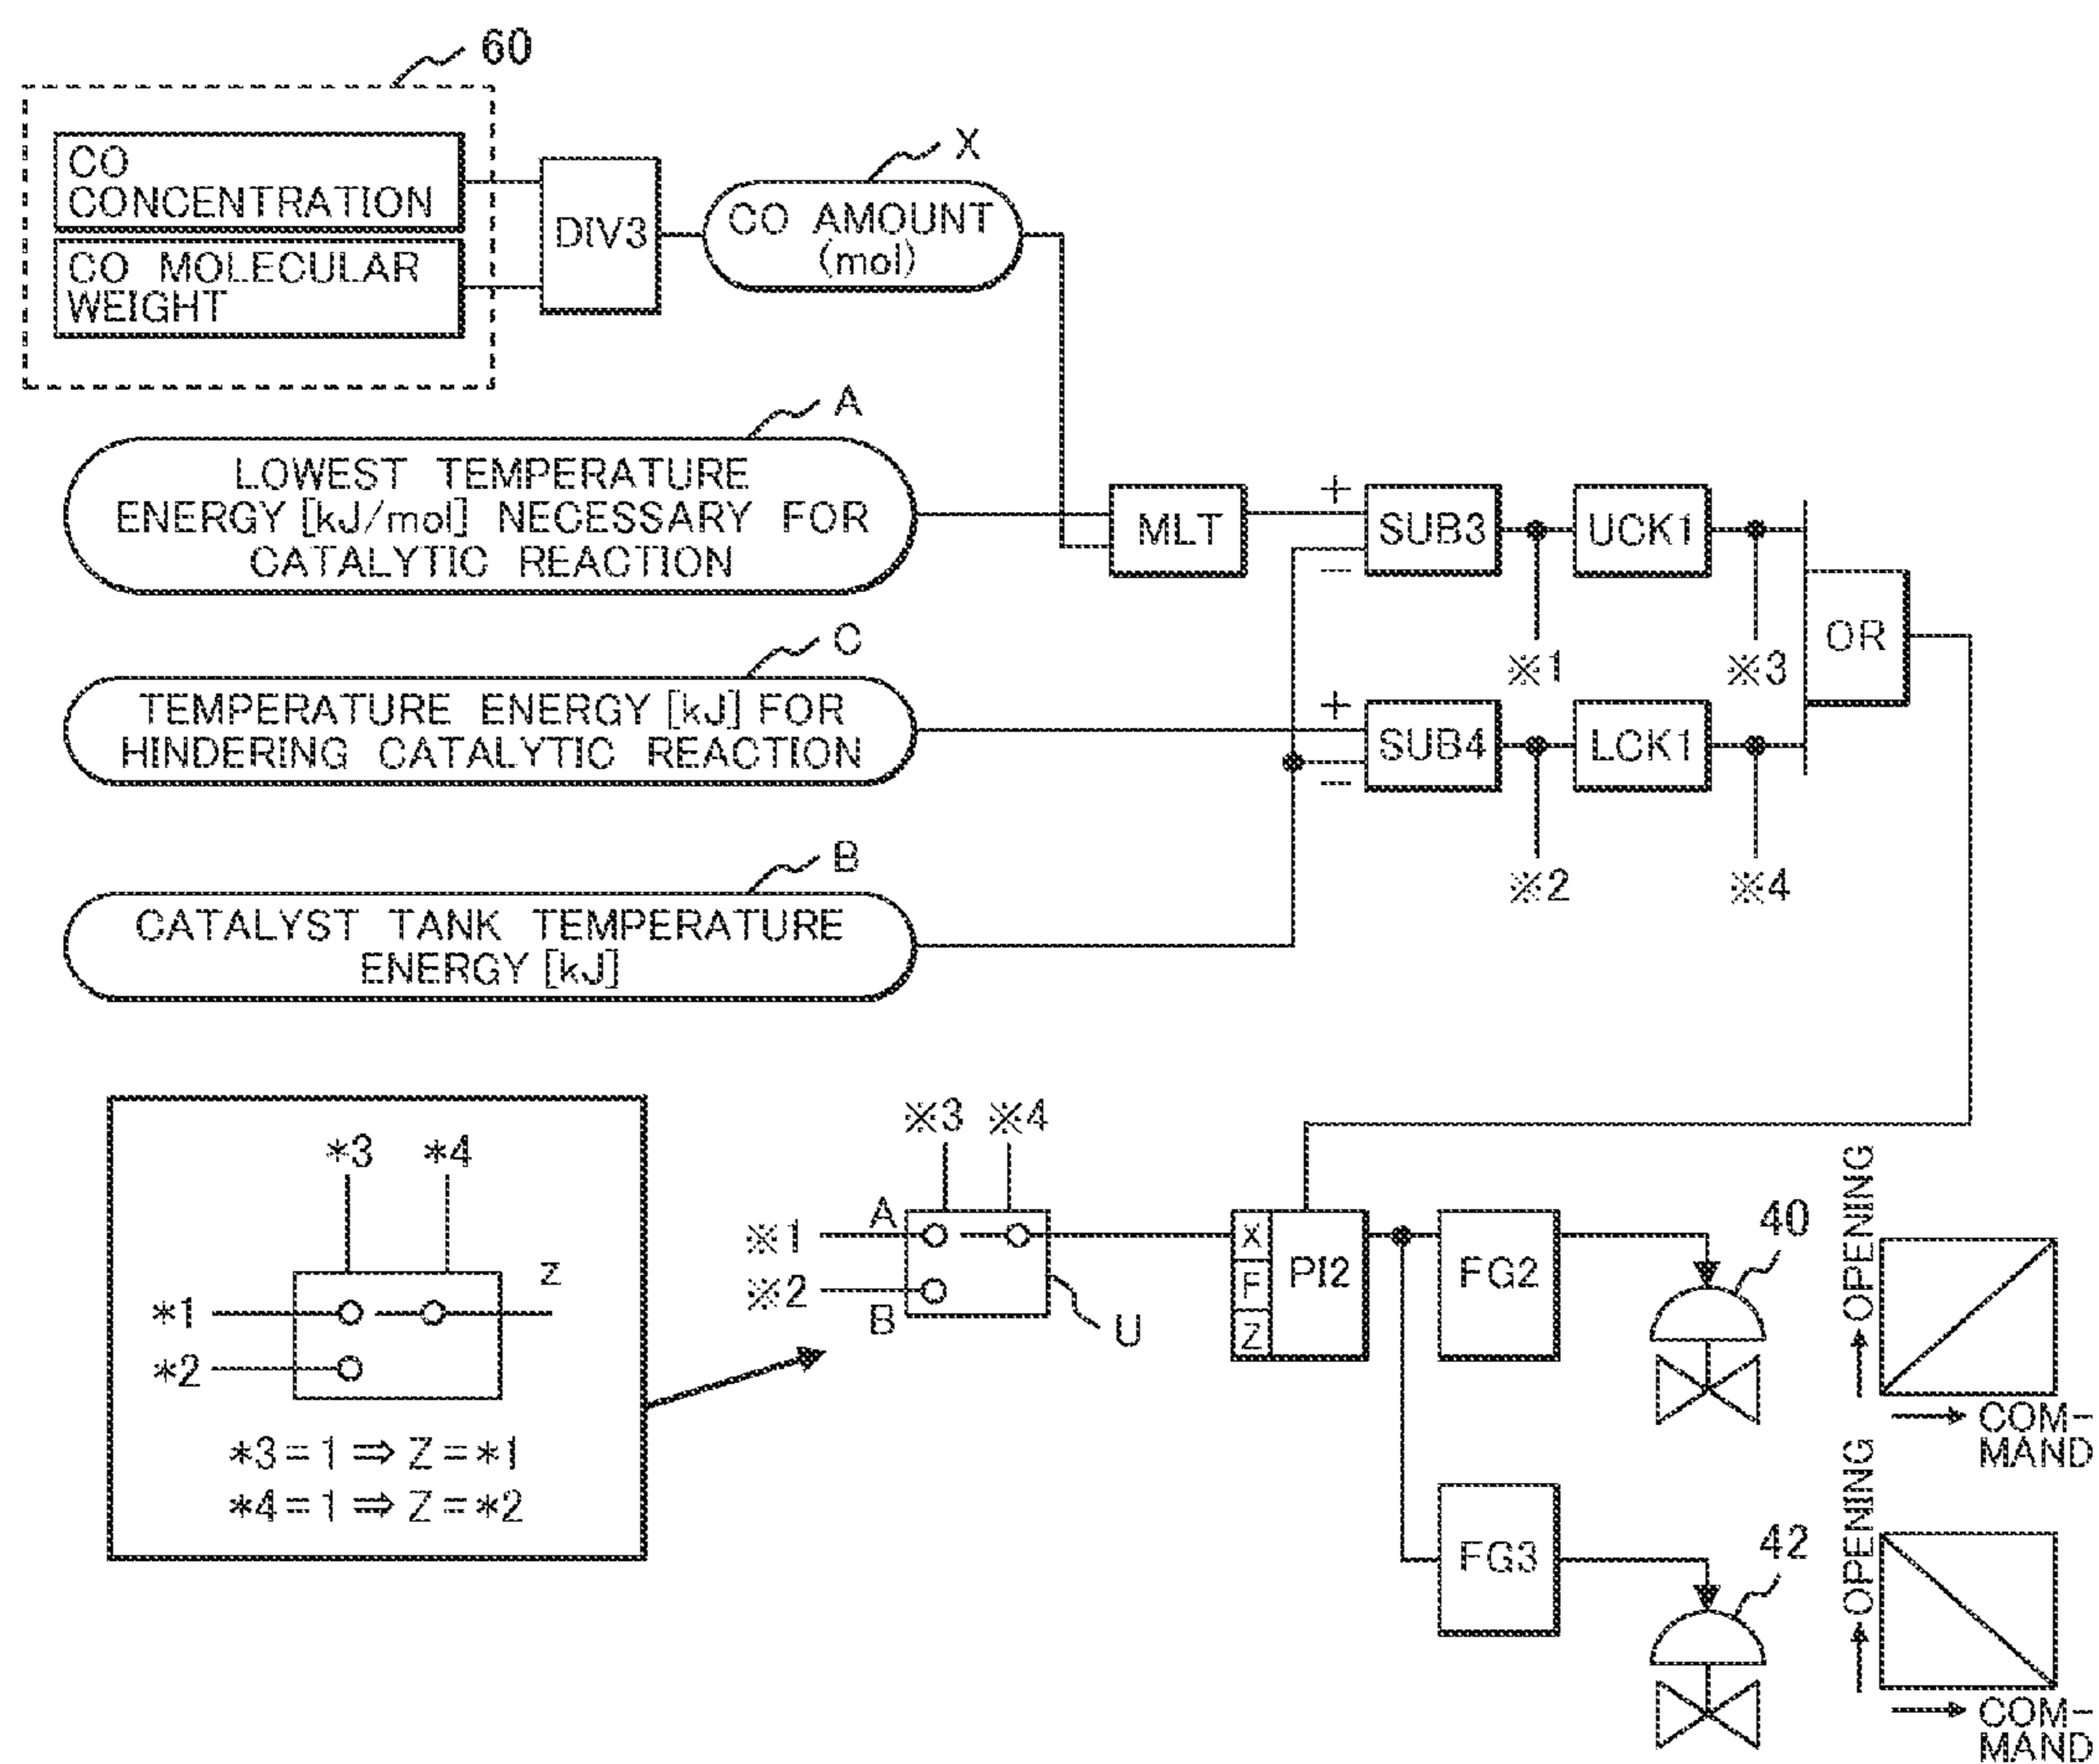 60
CO
CONCENTRATION
CO MOLECULAR
WEIGHT
DIV3
X
CO AMOUNT
(mol)
A
LOWEST TEMPERATURE
ENERGY [kJ/mol] NECESSARY FOR
CATALYTIC REACTION
MLT
+
−
SUB3
UCK1
※1
※3
OR
C
TEMPERATURE ENERGY [kJ] FOR
HINDERING CATALYTIC REACTION
+
−
SUB4
LCK1
※2
※4
B
CATALYST TANK TEMPERATURE
ENERGY [kJ]
*3 *4
*1
*2
Z
*3=1⇒Z=*1
*4=1⇒Z=*2
※3 ※4
※1
A
※2
B
U
X
F
Z
PI2
FG2
40
OPENING
COM-
MAND
FG3
42
OPENING
COM-
MAND